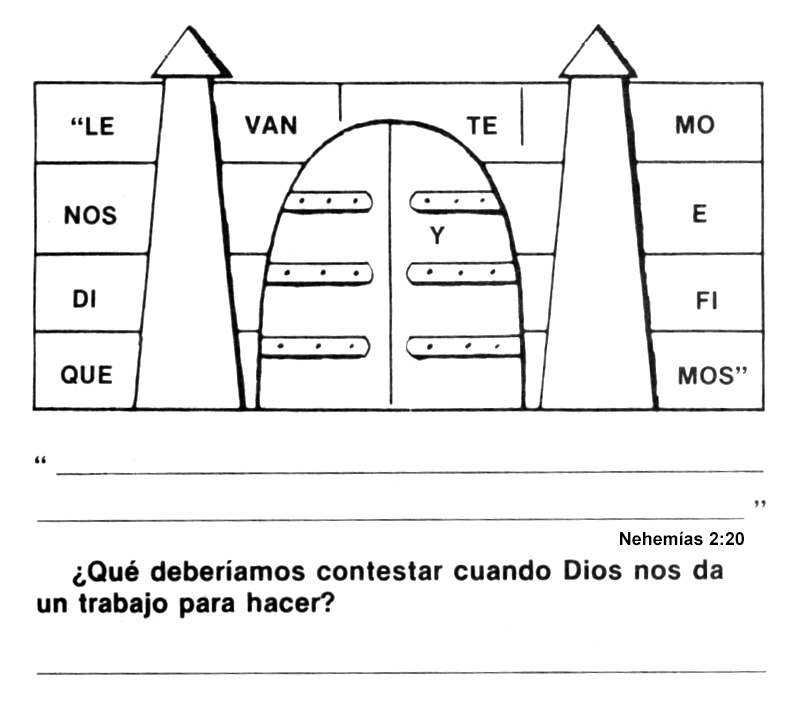 “LE VAN TE MO
NOS Y E
DI FI
QUE MOS”
“
”
Nehemías 2:20
¿Qué deberíamos contestar cuando Dios nos da
un trabajo para hacer?